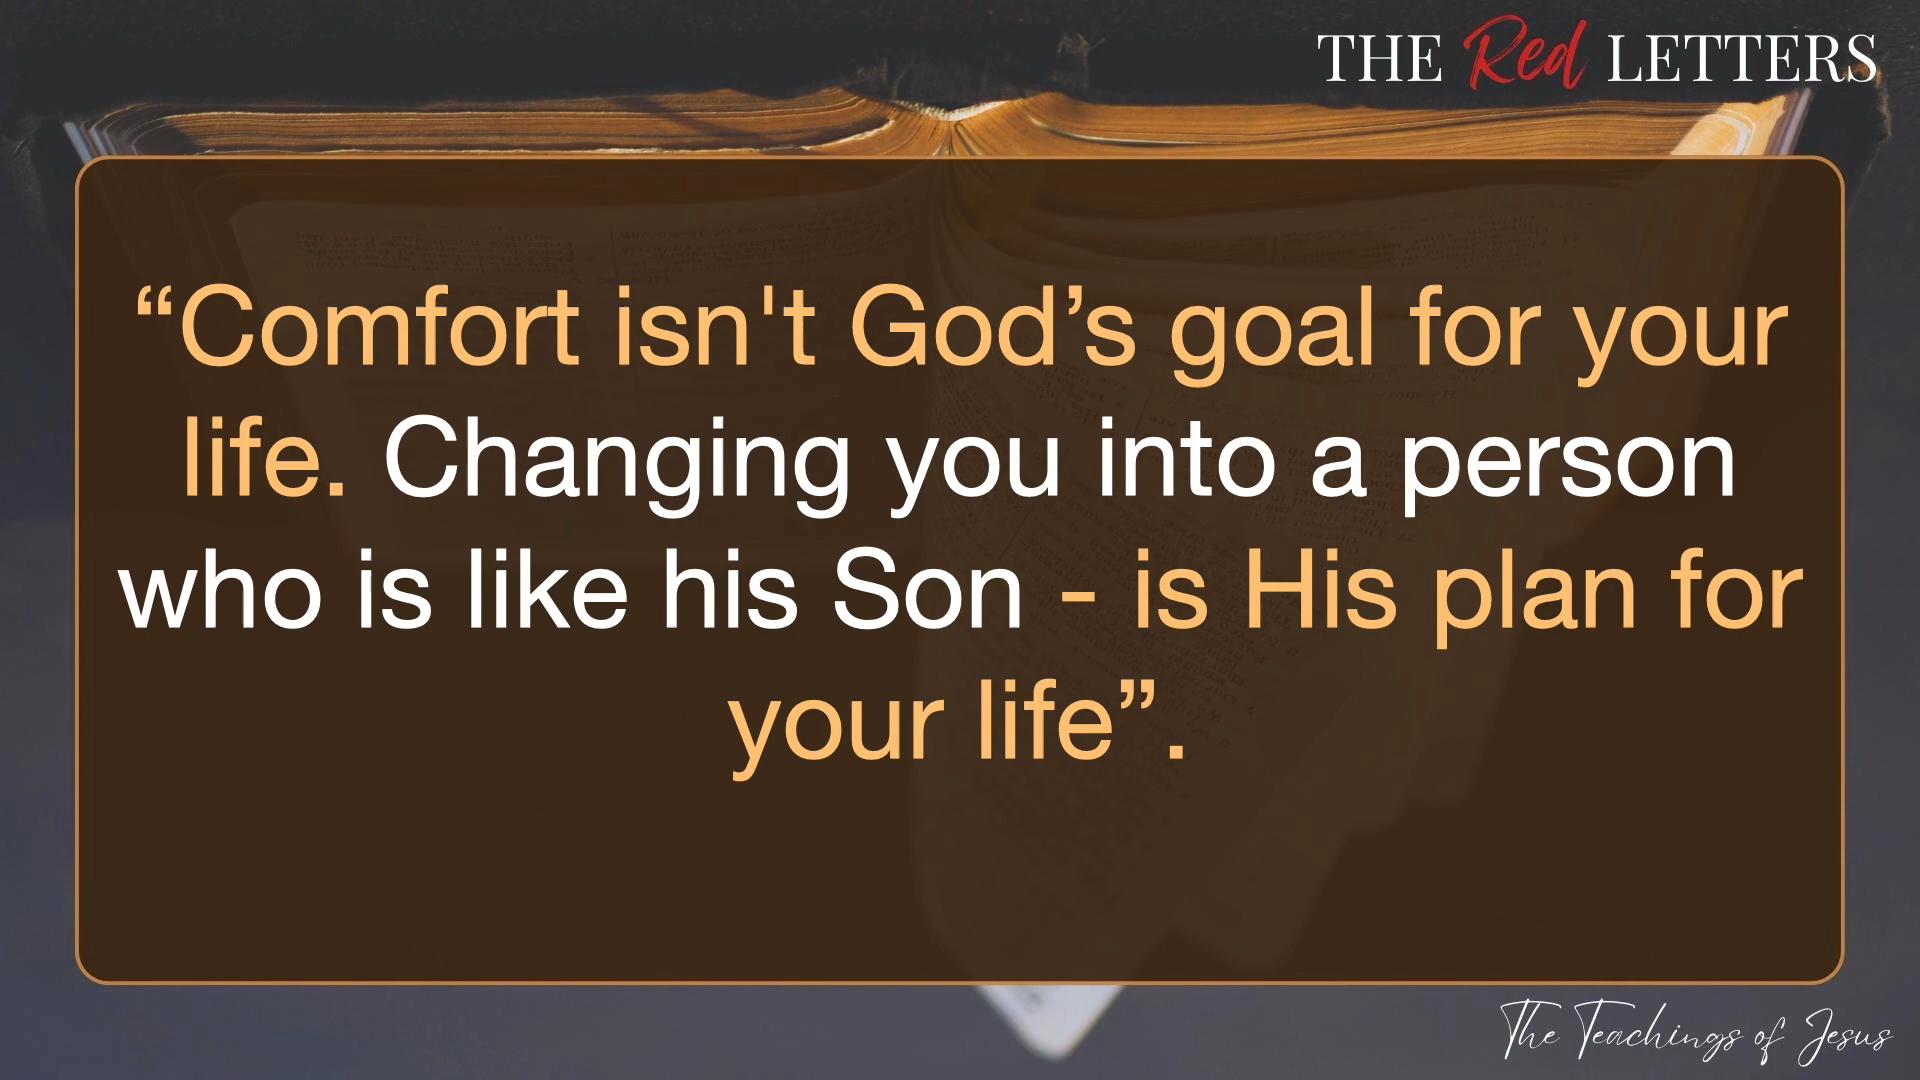 THE Red LETTERS
“Comfort isn't God’s goal for your
life. Changing you into a person
who is like his Son - is His plan for
your life”.
The Teachings of Jesus